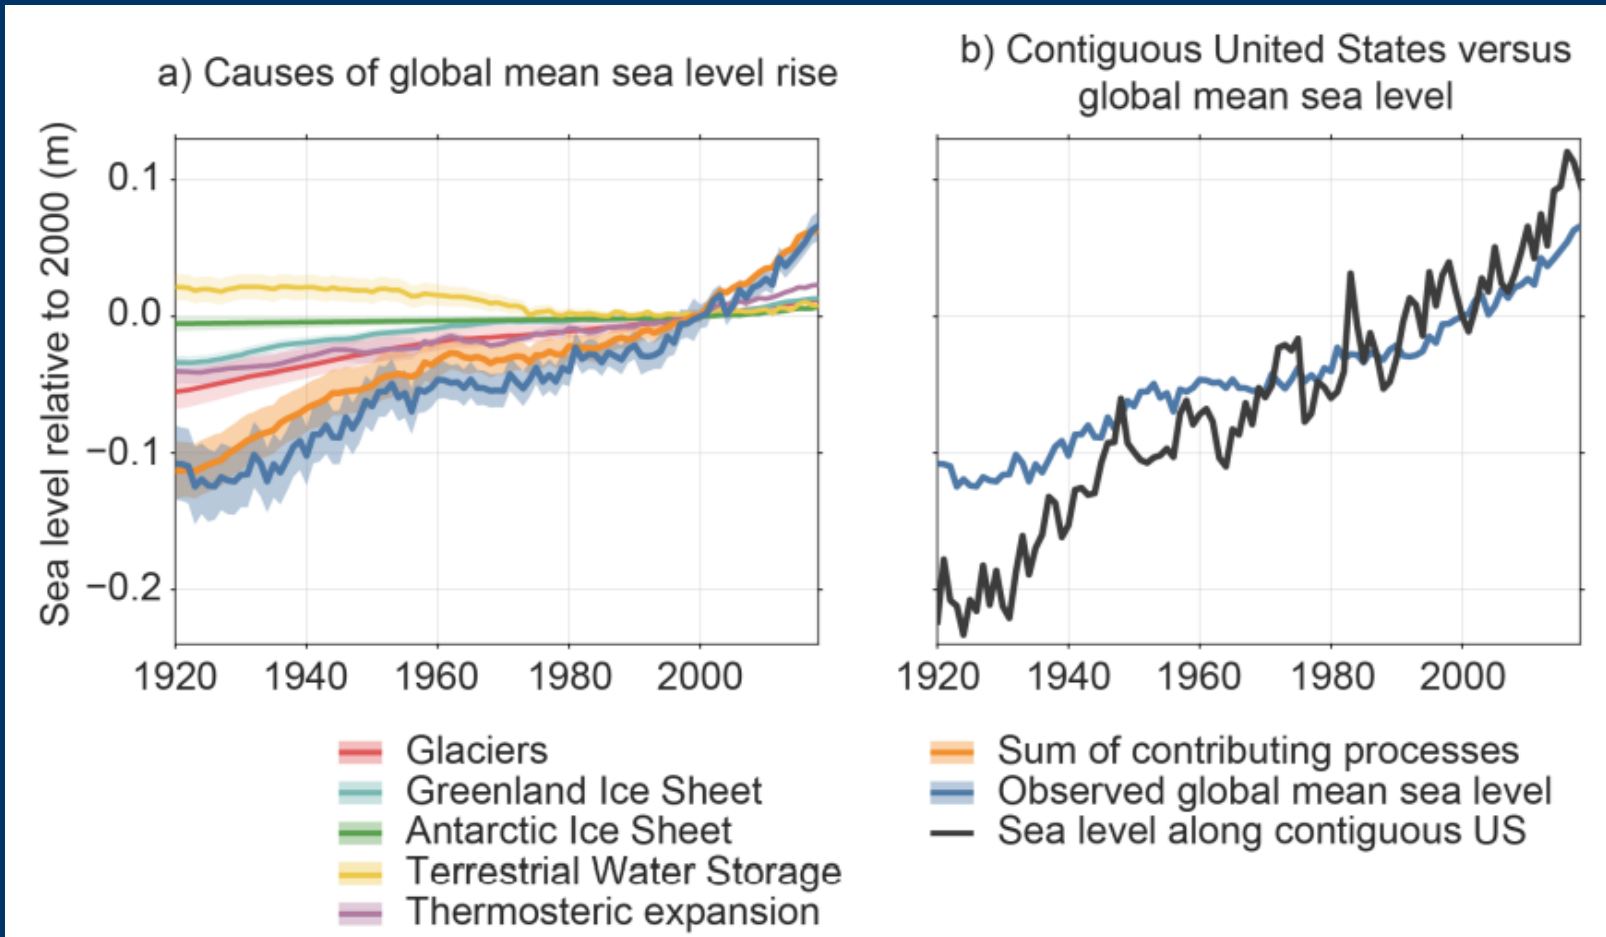 a) Causes of global mean sea level rise
b) Contiguous United States versus
global mean sea level
Sea level relative to 2000 (m)
0.1
0.0
−0.1
−0.2
1920 1940 1960 1980 2000
1920 1940 1960 1980 2000
Glaciers
Greenland Ice Sheet
Antarctic Ice Sheet
Terrestrial Water Storage
Thermosteric expansion
Sum of contributing processes
Observed global mean sea level
Sea level along contiguous US